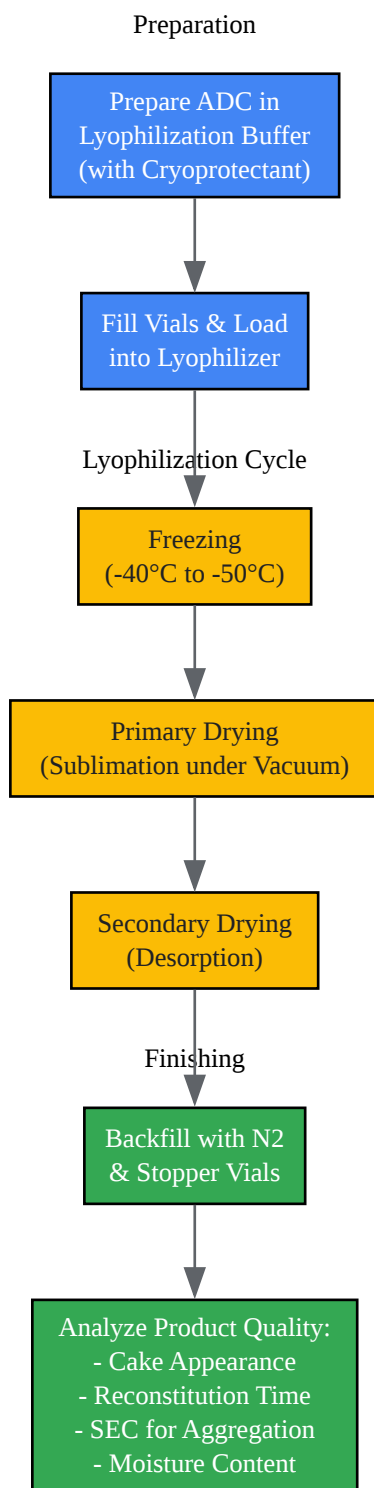 Preparation
Prepare ADC in
Lyophilization Buffer
(with Cryoprotectant)
Fill Vials & Load
into Lyophilizer
Lyophilization Cycle
Freezing
(-40°C to -50°C)
Primary Drying
(Sublimation under Vacuum)
Secondary Drying
(Desorption)
Finishing
Backfill with N2
& Stopper Vials
Analyze Product Quality:
- Cake Appearance
- Reconstitution Time
- SEC for Aggregation
- Moisture Content